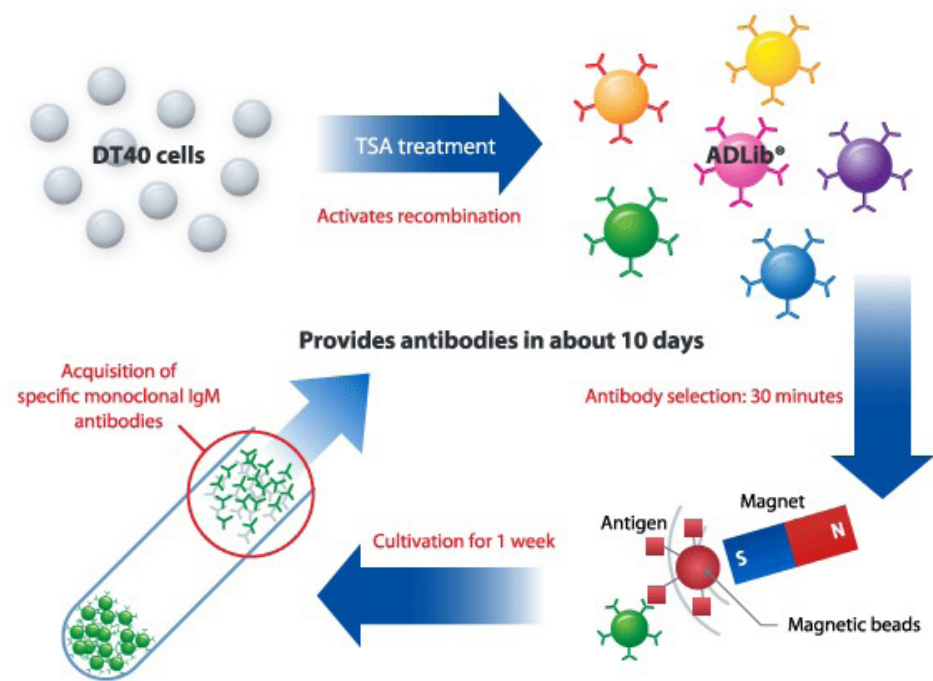 DT40 cells
TSA treatment
Activates recombination
ADLib®
Provides antibodies in about 10 days
Acquisition of
specific monoclonal IgM
antibodies
Antibody selection: 30 minutes
Magnet
Antigen
S
N
Cultivation for 1 week
Magnetic beads